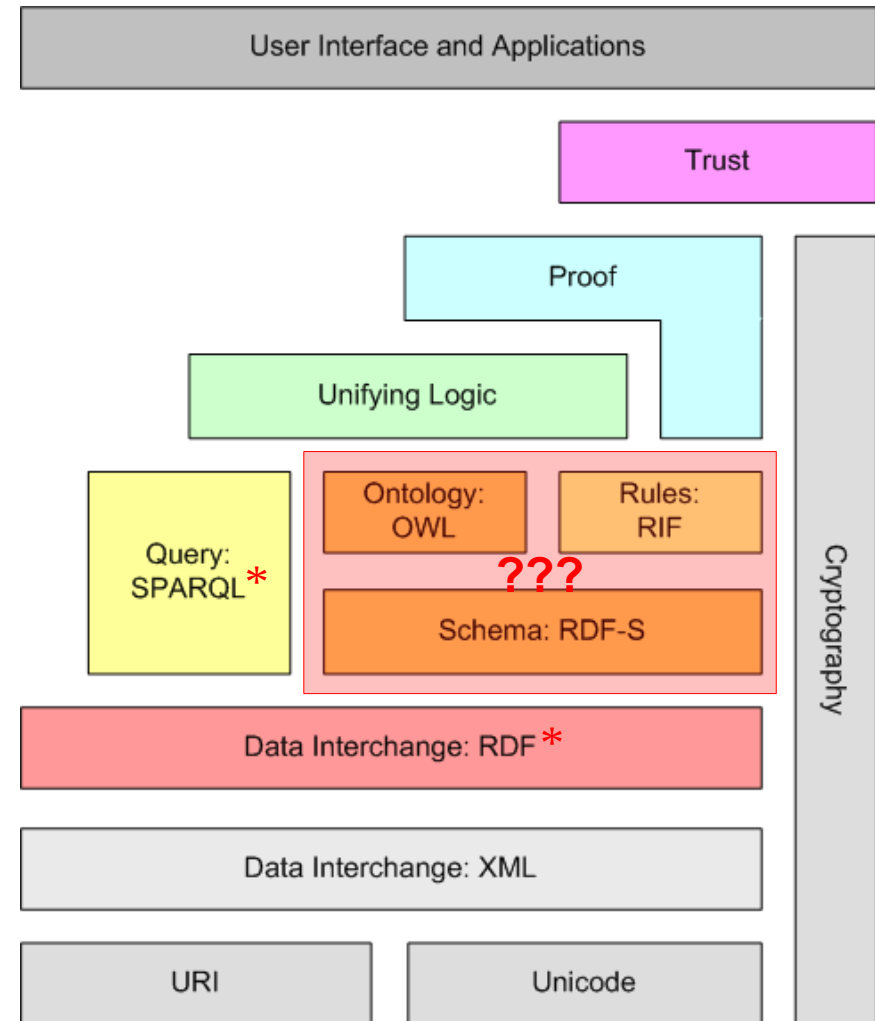 User Interface and Applications
Trust
Proof
Unifying Logic
Ontology:
OWL
Rules:
RIF
Query:
SPARQL*
???
Schema: RDF-S
Cryptography
Data Interchange: RDF*
Data Interchange: XML
URI
Unicode